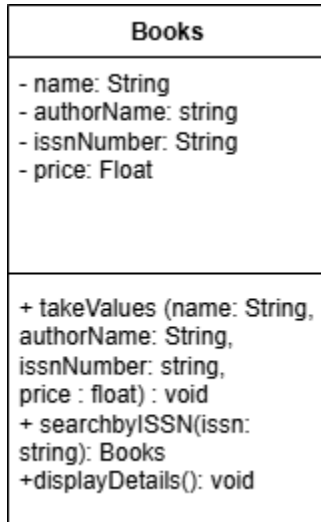 Books
- name: String
- authorName: string
- issnNumber: String
- price: Float
+ takeValues (name: String,
authorName: String,
issnNumber: string,
price : float) : void
+ searchbyISSN(issn:
string): Books
+displayDetails(): void